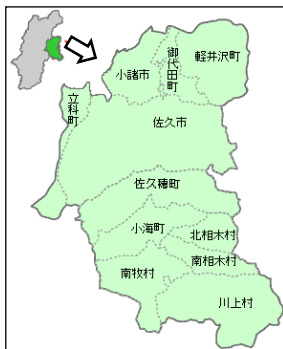 軽井沢町
御代田町
小諸市
立科町
佐久市
佐久穂町
小海町
北相木村
南相木村
南牧村
川上村